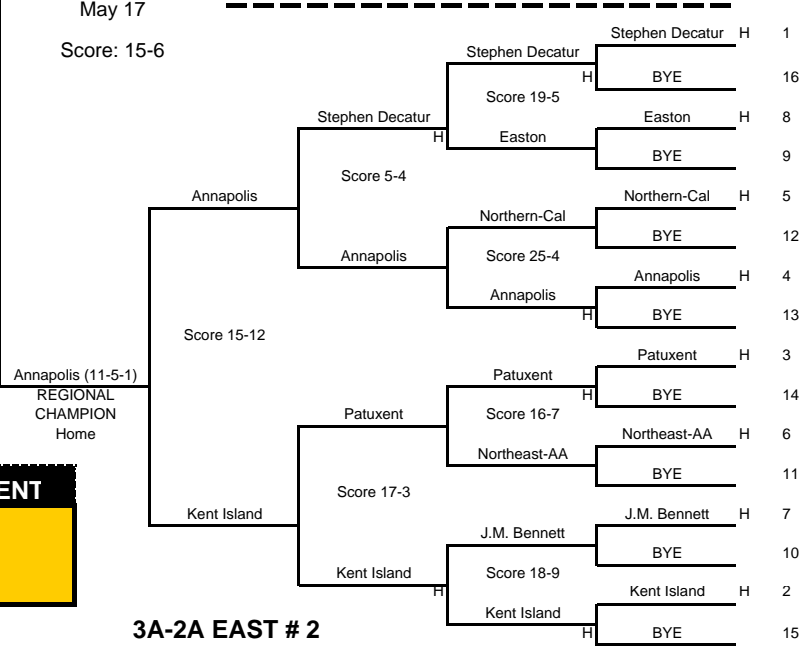 May 17
Score: 15-6
Stephen Decatur H 1
Stephen Decatur
H BYE 16
Score 19-5
Stephen Decatur Easton H 8
H Easton
BYE 9
Score 5-4
Annapolis Northern-Cal H 5
Northern-Cal
BYE 12
Annapolis Score 25-4
Annapolis H 4
Annapolis
H BYE 13
Score 15-12
Patuxent H 3
Annapolis (11-5-1) Patuxent
REGIONAL H BYE 14
CHAMPION Patuxent Score 16-7
Home Northeast-AA H 6
Northeast-AA
BYE 11
ENT Score 17-3
Kent Island J.M. Bennett H 7
J.M. Bennett
BYE 10
Kent Island Score 18-9
H Kent Island H 2
Kent Island
3A-2A EAST # 2 H BYE 15